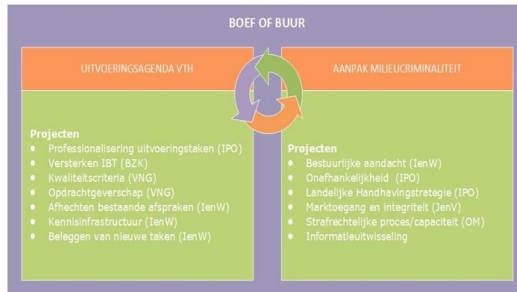 BOEF OF BUUR
UITVOERINGSAGENDA VTH
Projecten
• Professionalisering uitvoeringstaken (IPO)
• Versterken IBT (BZK)
• Kwaliteitscriteria (VNG)
• Opdrachtgeverschap (VNG)
• Afhechten bestaande afspraken (IenW)
• Kennisinfrastructuur (IenW)
• Beleggen van nieuwe taken (IenW)
AANPAK MILIEUCRIMINALITEIT
Projecten
• Bestuurlijke aandacht (IenW)
• Onafhankelijkheid (IPO)
• Landelijke Handhavingstrategie (IPO)
• Marktoegang en integriteit (JenV)
• Strafrechtelijke proces/capaciteit (OM)
• Informatieuitwisseling